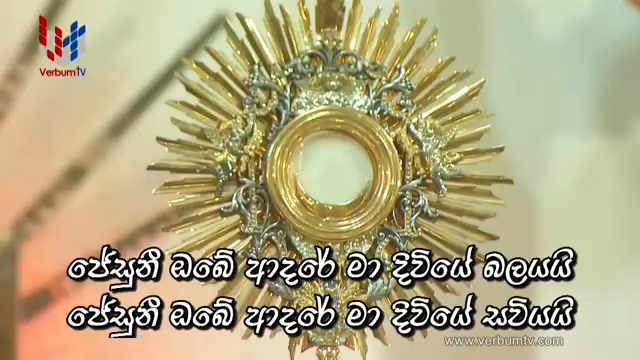 VerbumTV
ජේසුනී ඔබේ ආදරේ මා දිවියේ බලයයි
ජේසුනී ඔබේ ආදරේ මා දිවියේ සවියයි
www.verbumtv.com